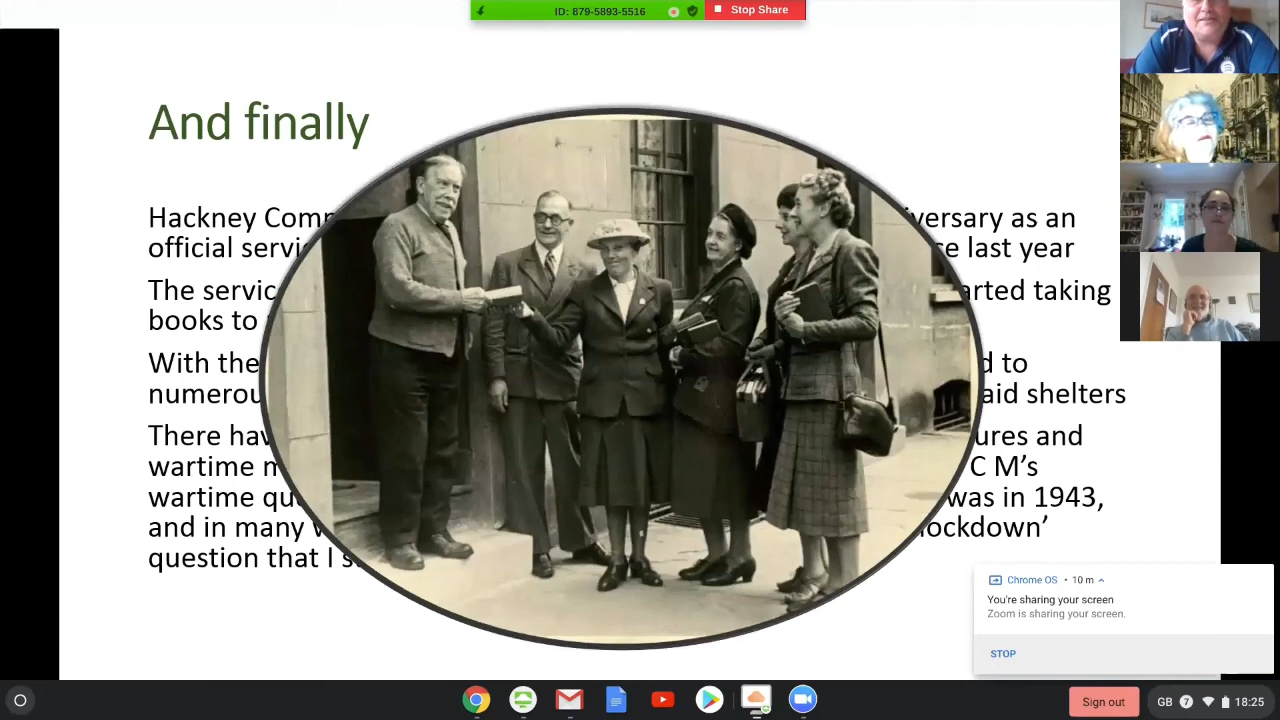 ID: 879-5893-5516
Stop Share
And finally
Hackney Com
iversary as an
official servi
ce last year
The servic
arted taking
books to
With the
d to
numerou
aid shelters
There hav
ures and
wartime m
C M's
wartime qu
was in 1943,
and in many
lockdown'
question that I s
Chrome OS • 10 m
You're sharing your screen
Zoom is sharing your screen.
STOP
Sign out
GB 7 18:25